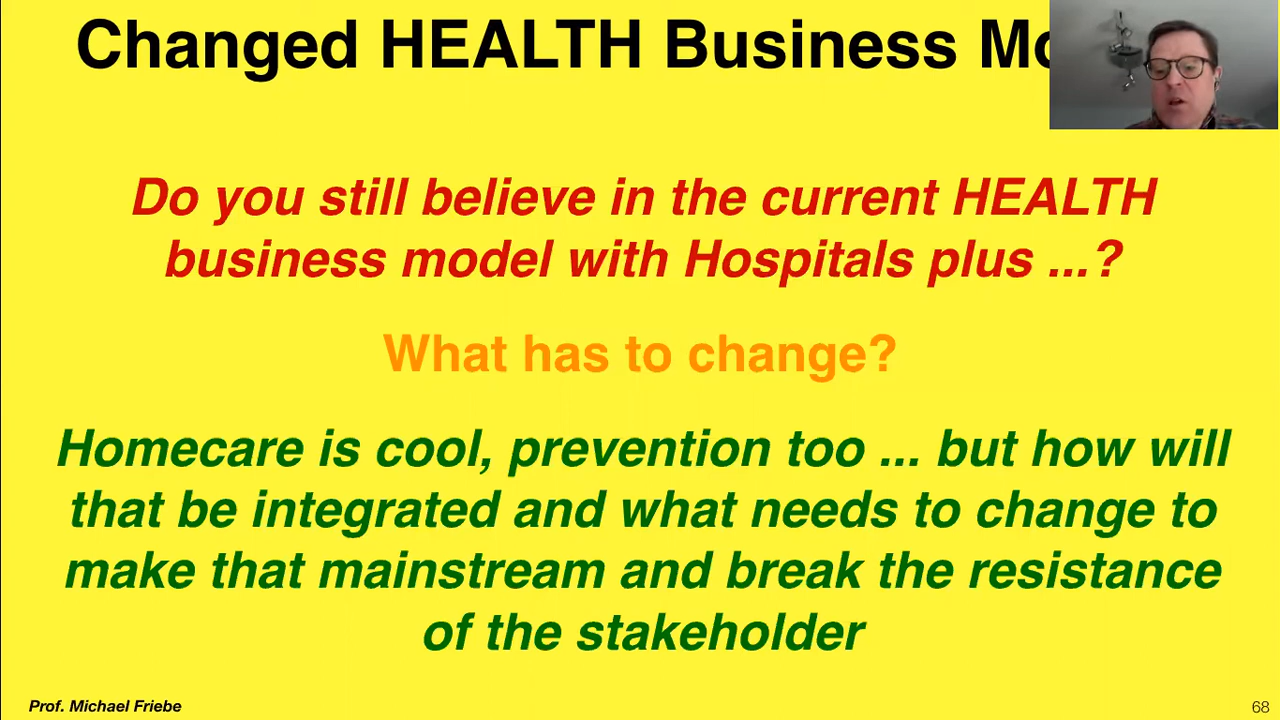 Changed HEALTH Business
Do you still believe in the current HEALTH
business model with Hospitals plus ...?
What has to change?
Homecare is cool, prevention too ... but how will
that be integrated and what needs to change to
make that mainstream and break the resistance
of the stakeholder
Prof. Michael Friebe
68